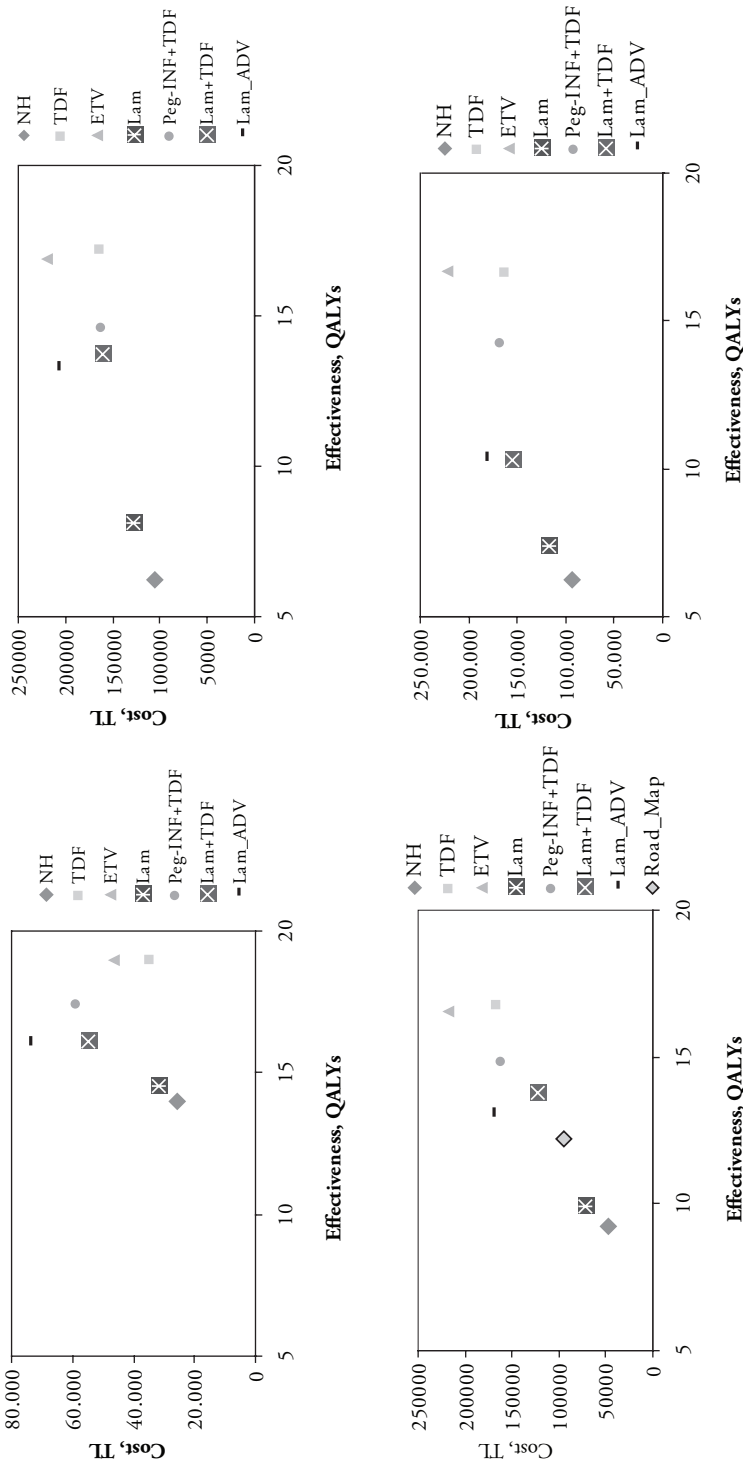 80.000
60.000
40.000
20.000
0
Cost, TL
5
10
15
20
Effectiveness, QALYs
NH
TDF
ETV
Lam
Peg-INF+TDF
Lam+TDF
Lam_ADV
250000
200000
150000
100000
50000
0
Cost, TL
5
10
15
20
Effectiveness, QALYs
NH
TDF
ETV
Lam
Peg-INF+TDF
Lam+TDF
Lam_ADV
250000
200000
150000
100000
50000
0
Cost, TL
5
10
15
20
Effectiveness, QALYs
NH
TDF
ETV
Lam
Peg-INF+TDF
Lam+TDF
Lam_ADV
Road_Map
250.000
200.000
150.000
100.000
50.000
0
Cost, TL
5
10
15
20
Effectiveness, QALYs
NH
TDF
ETV
Lam
Peg-INF+TDF
Lam+TDF
Lam_ADV